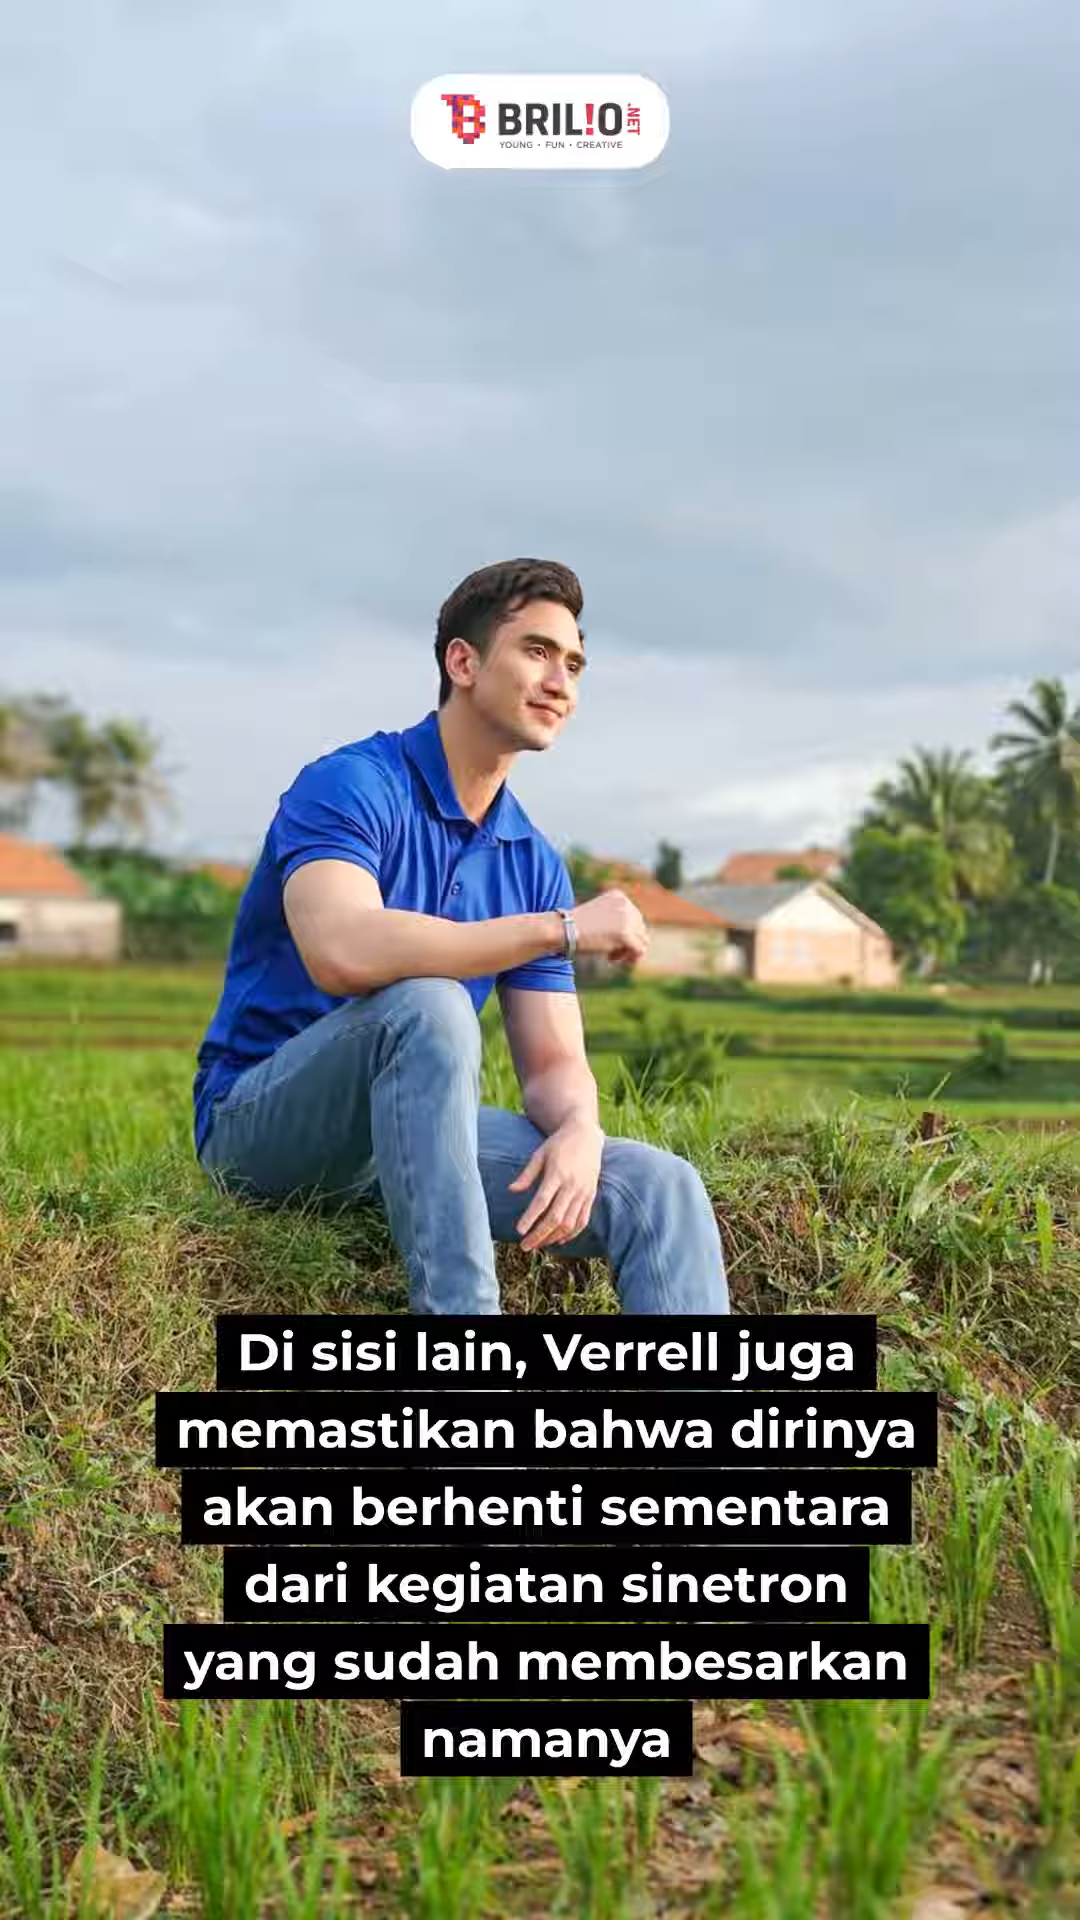 BRIL!O.NET
YOUNG • FUN • CREATIVE
Di sisi lain, Verrell juga
memastikan bahwa dirinya
akan berhenti sementara
dari kegiatan sinetron
yang sudah membesarkan
namanya